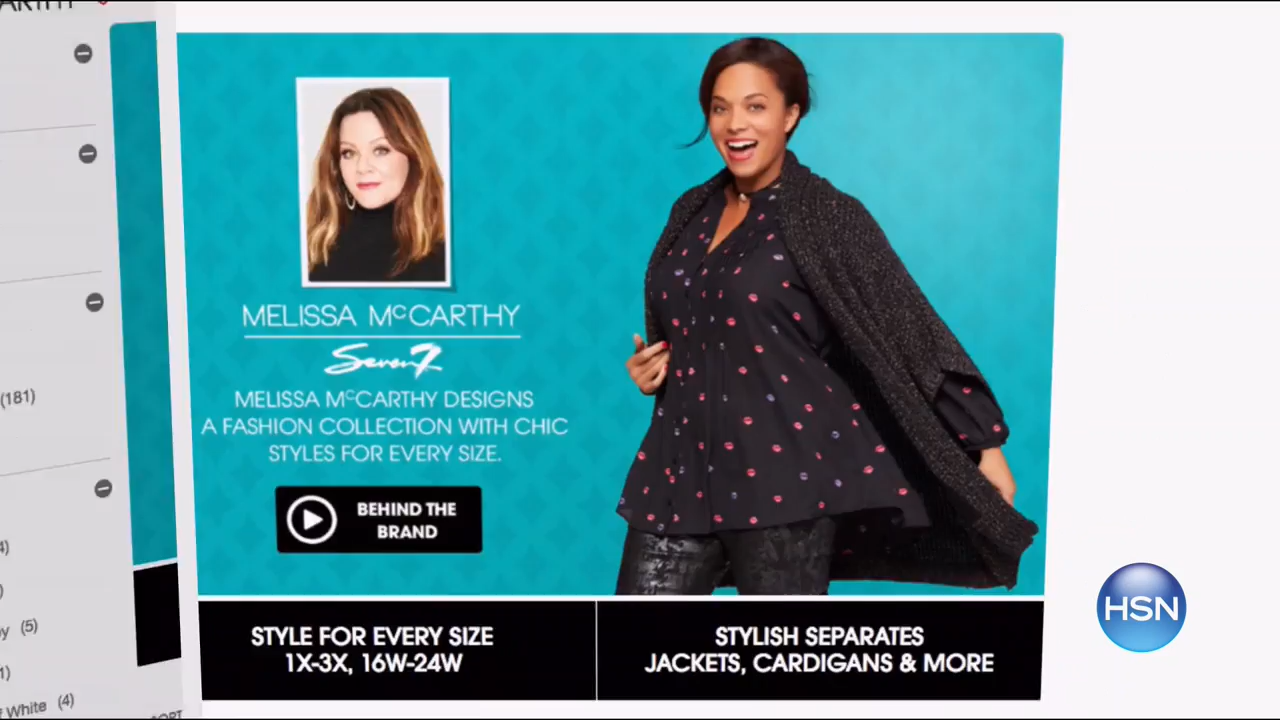 (181)
(5)
White (4)
MELISSA McCARTHY
Seven7
MELISSA McCARTHY DESIGNS
A FASHION COLLECTION WITH CHIC
STYLES FOR EVERY SIZE.
BEHIND THE
BRAND
STYLE FOR EVERY SIZE
1X-3X, 16W-24W
STYLISH SEPARATES
JACKETS, CARDIGANS & MORE
HSN